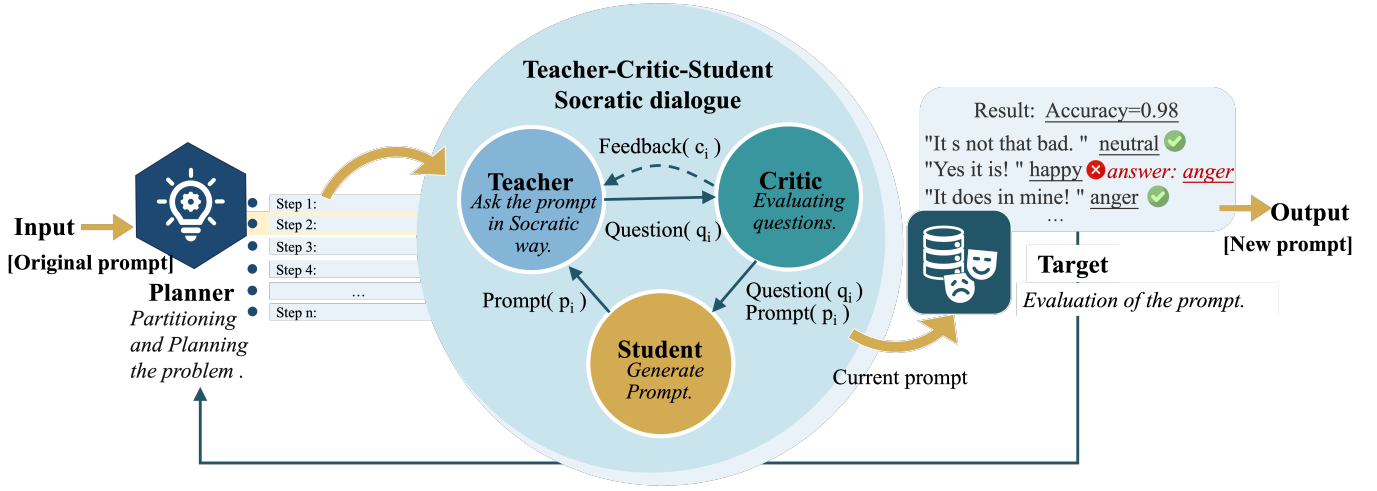 Input
[Original prompt]
Planner
Partitioning
and Planning
the problem .
Step 1:
Step 2:
Step 3:
Step 4:
...
Step n:
Teacher-Critic-Student
Socratic dialogue
Teacher
Ask the prompt
in Socratic
way.
Feedback( ci )
Question( qi )
Critic
Evaluating
questions.
Prompt( pi )
Question( qi )
Prompt( pi )
Student
Generate
Prompt.
Current prompt
Result: Accuracy=0.98
"It s not that bad. " neutral
"Yes it is! " happy answer: anger
"It does in mine! " anger
...
Target
Evaluation of the prompt.
Output
[New prompt]